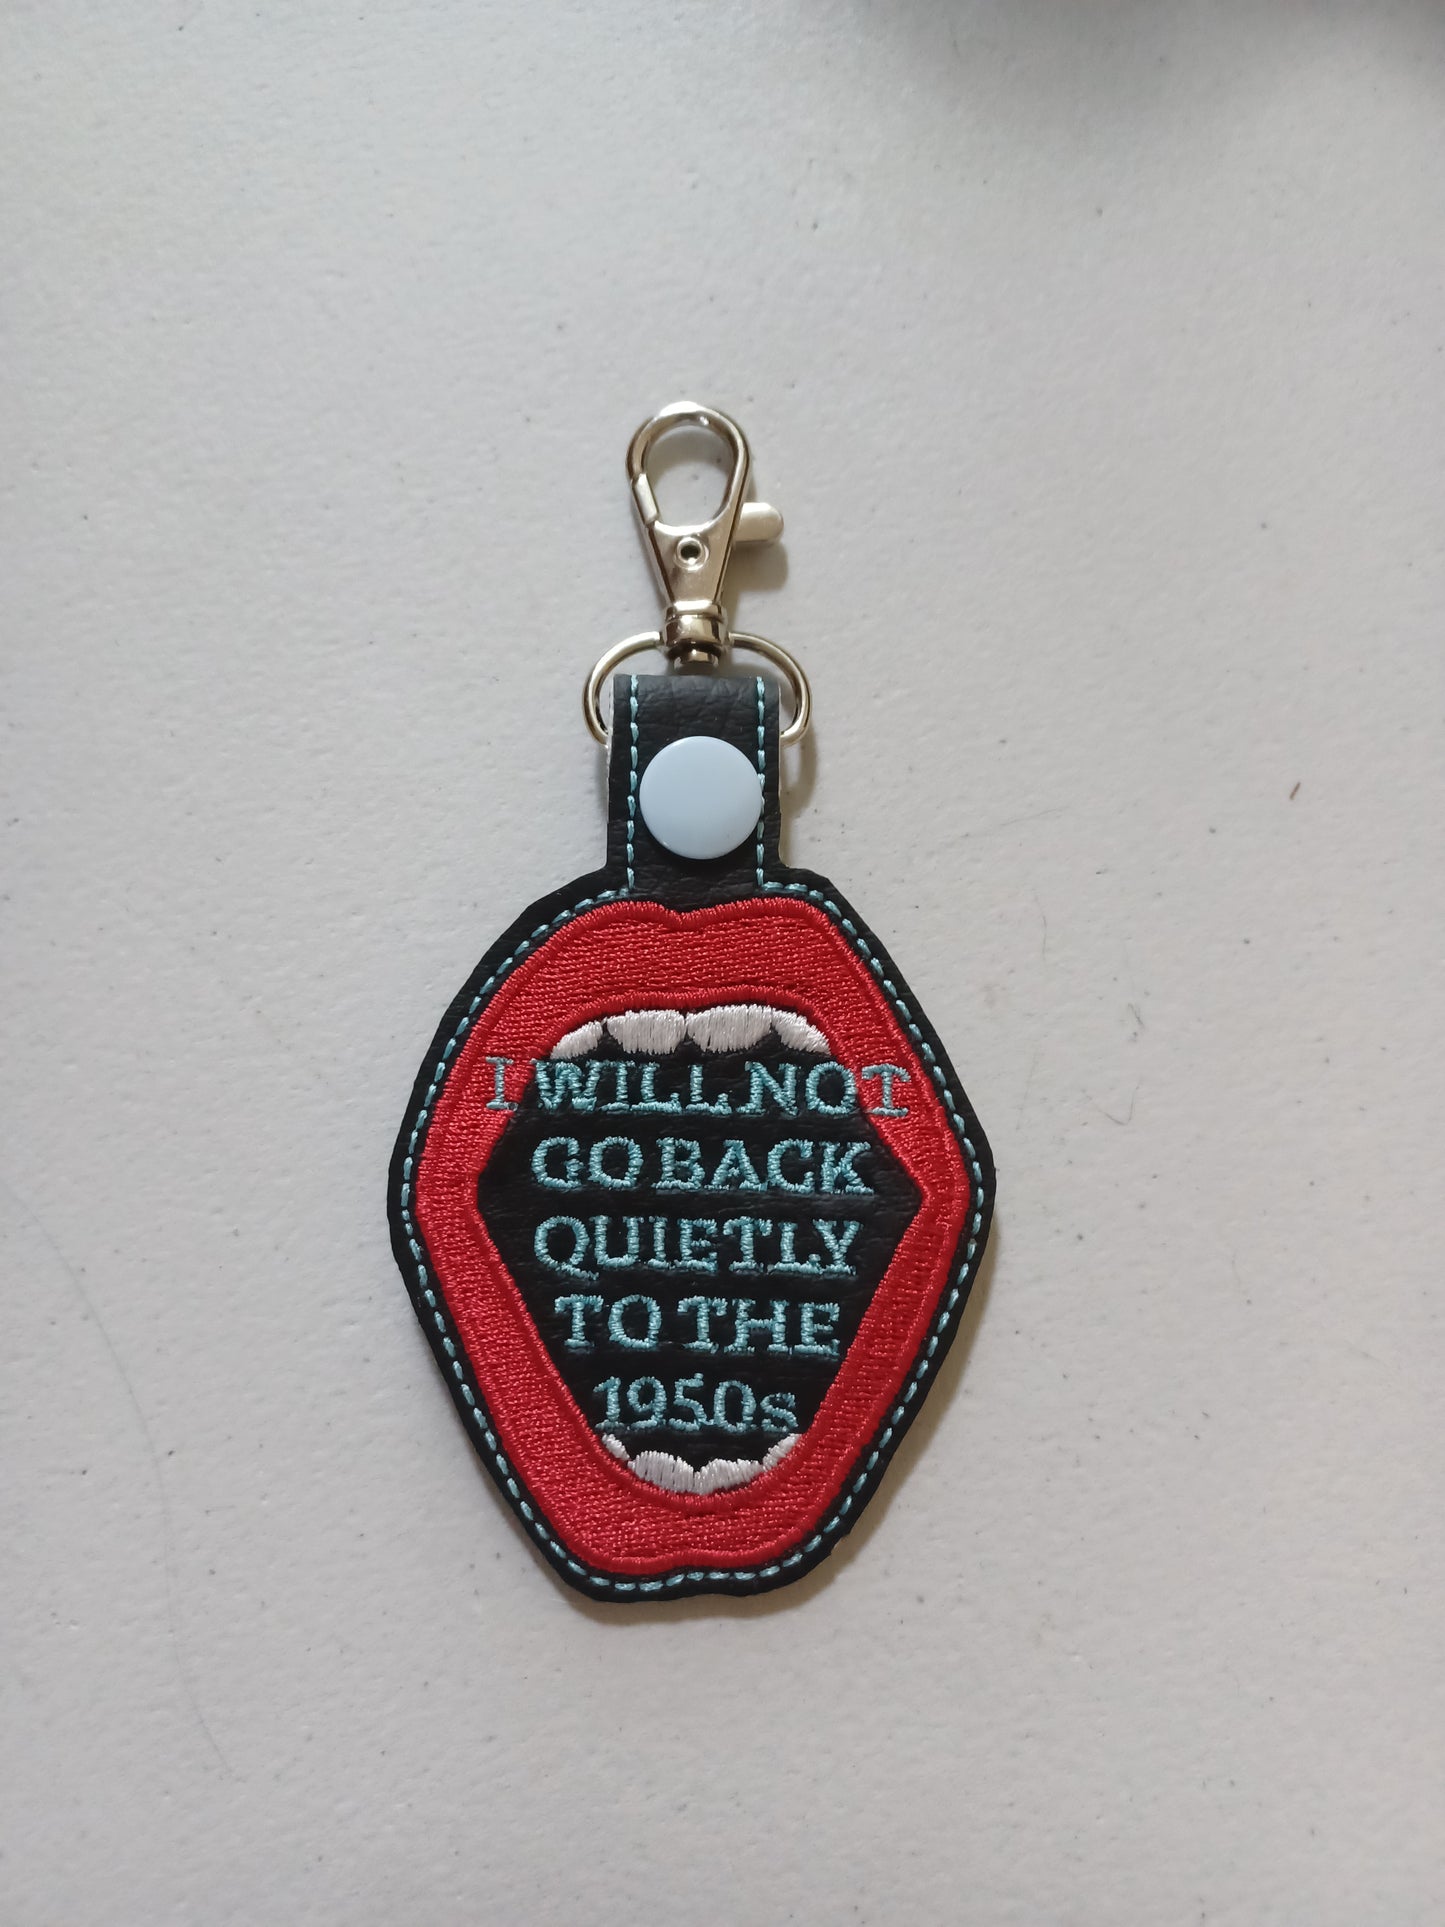 I WILL NOT
GO BACK
QUIETLY
TO THE
1950s